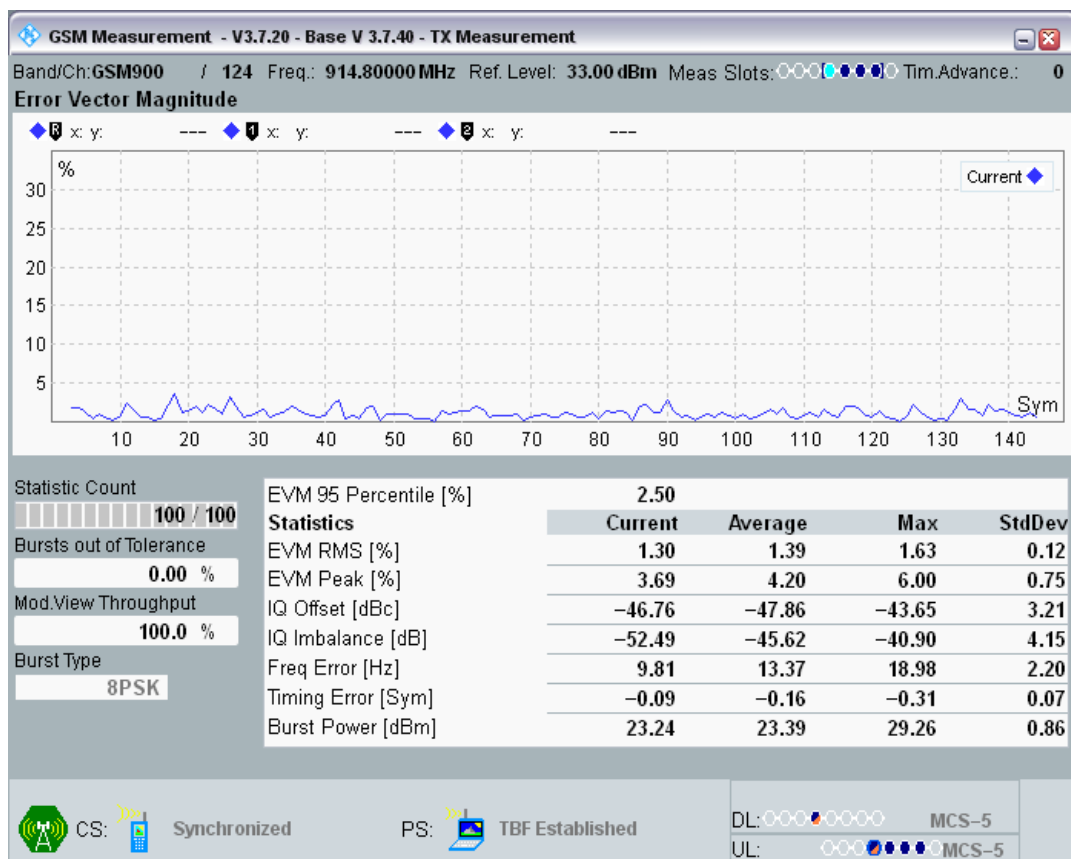 GSM Measurement - V3.7.20 - Base V 3.7.40 - TX Measurement
Band/Ch: GSM900 / 124 Freq.: 914.80000 MHz Ref. Level: 33.00 dBm Meas Slots: Tim.Advance.: 0
Error Vector Magnitude
R x: y: --- 1 x: y: --- 2 x: y: ---
%
Current
30
25
20
15
10
5
Sym
10 20 30 40 50 60 70 80 90 100 110 120 130 140
Statistic Count
100 / 100
Bursts out of Tolerance
0.00 %
Mod.View Throughput
100.0 %
Burst Type
8PSK
EVM 95 Percentile [%] 2.50
Statistics Current Average Max StdDev
EVM RMS [%] 1.30 1.39 1.63 0.12
EVM Peak [%] 3.69 4.20 6.00 0.75
IQ Offset [dBc] −46.76 −47.86 −43.65 3.21
IQ Imbalance [dB] −52.49 −45.62 −40.90 4.15
Freq Error [Hz] 9.81 13.37 18.98 2.20
Timing Error [Sym] −0.09 −0.16 −0.31 0.07
Burst Power [dBm] 23.24 23.39 29.26 0.86
CS: Synchronized PS: TBF Established
DL: MCS−5
UL: MCS−5